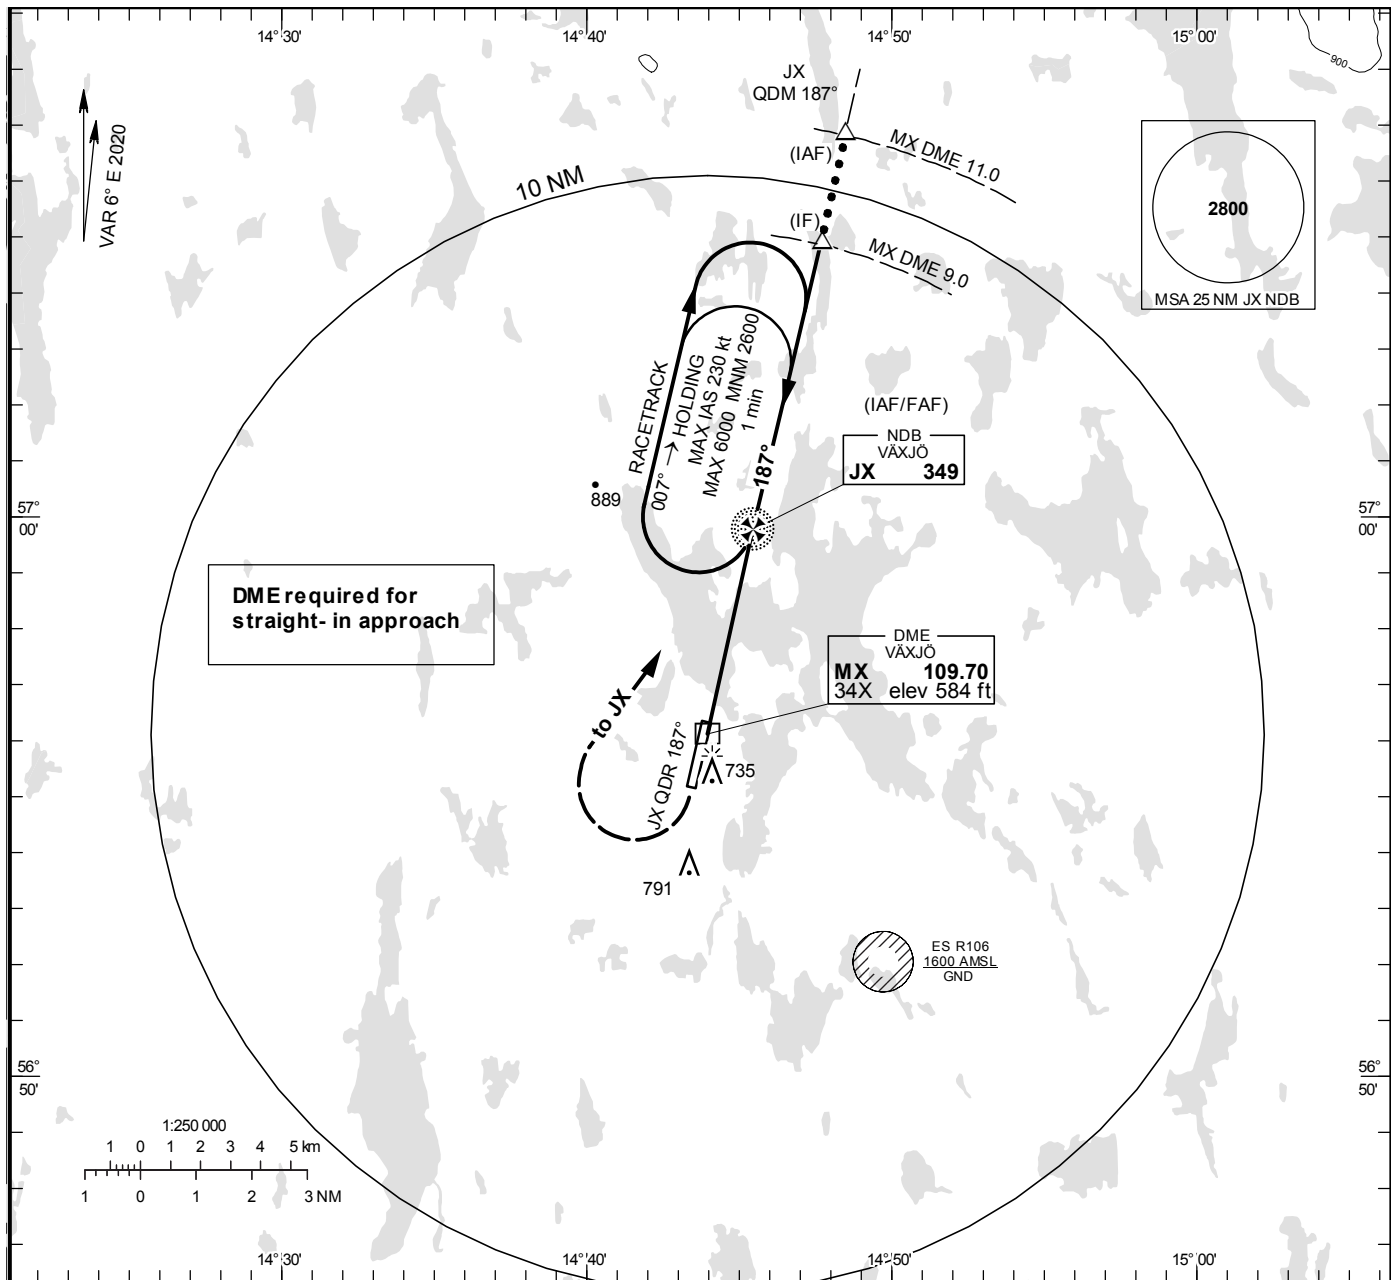 14°30'
14°40'
14°50'
15°00'
900
JX
QDM 187°
VAR 6° E 2020
(IAF)
MX DME 11.0
10 NM
2800
(IF)
MX DME 9.0
MSA 25 NM JX NDB
RACETRACK
007° → HOLDING
MAX IAS 230 kt
MAX 6000 MNM 2600
1 min
187°
(IAF/FAF)
NDB
VÄXJÖ
JX 349
889
57°
00'
57°
00'
DME required for
straight- in approach
DME
VÄXJÖ
MX 109.70
34X elev 584 ft
to JX
JX QDR 187°
735
791
ES R106
1600 AMSL
GND
56°
50'
56°
50'
1:250 000
1 0 1 2 3 4 5 km
1 0 1 2 3 NM
14°30'
14°40'
14°50'
15°00'